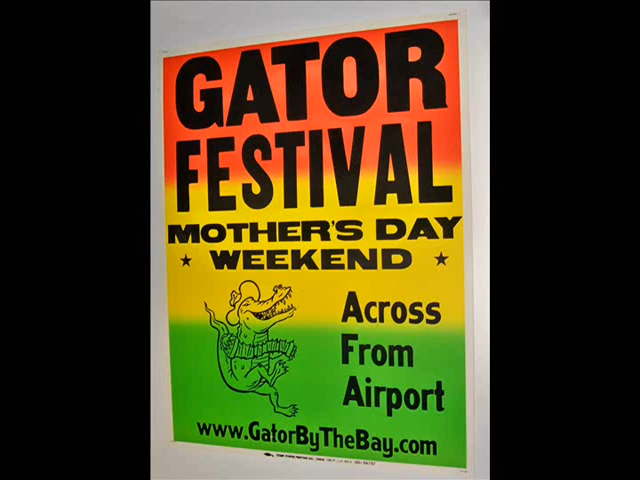 GATOR
FESTIVAL
MOTHER'S DAY
WEEKEND
Across
From
Airport
www.GatorByTheBay.com